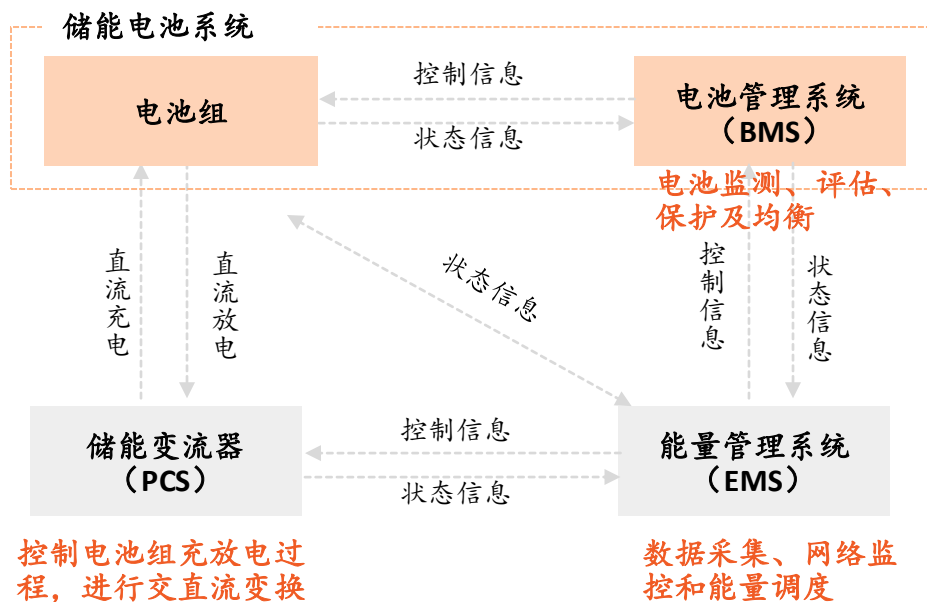 储能电池系统
电池组
控制信息
状态信息
电池管理系统
（BMS）
电池监测、评估、
保护及均衡
直流充电
直流放电
状态信息
控制信息
状态信息
储能变流器
（PCS）
控制信息
状态信息
能量管理系统
（EMS）
控制电池组充放电过
程，进行交直流变换
数据采集、网络监
控和能量调度